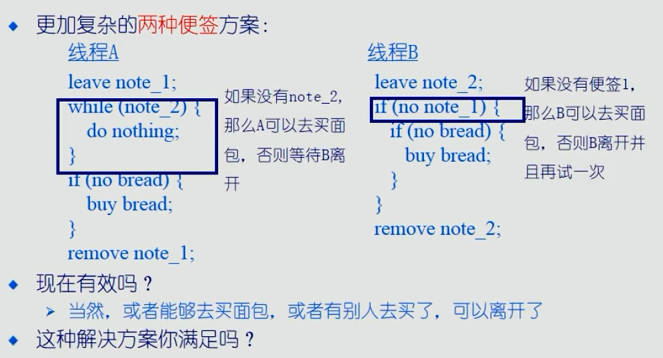 更加复杂的两种便签方案：
线程A
leave note_1;
while (note_2) {
do nothing;
}
if (no bread) {
buy bread;
}
remove note_1;
如果没有note_2,
那么A可以去买面
包，否则等待B离
开
线程B
leave note_2;
if (no note_1) {
if (no bread) {
buy bread;
}
}
remove note_2;
如果没有便签1，
那么B可以去买面
包，否则B离开并
且再试一次
现在有效吗？
当然，或者能够去买面包，或者有别人去买了，可以离开了
这种解决方案你满足吗？